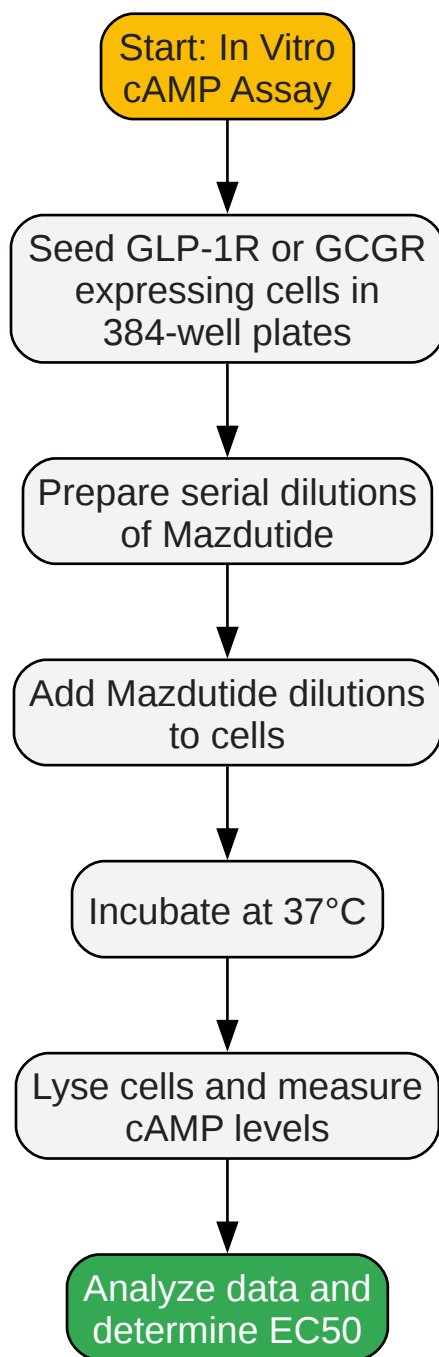 Start: In Vitro
cAMP Assay
Seed GLP-1R or GCGR
expressing cells in
384-well plates
Prepare serial dilutions
of Mazdutide
Add Mazdutide dilutions
to cells
Incubate at 37°C
Lyse cells and measure
cAMP levels
Analyze data and
determine EC50